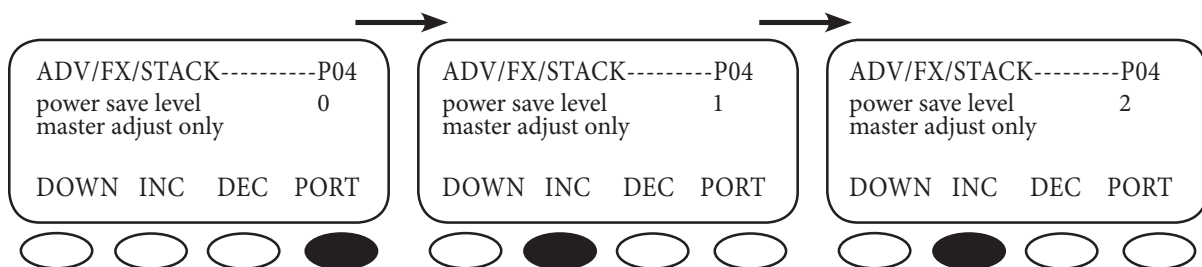 ADV/FX/STACK----------P04
power save level 0
master adjust only
DOWN INC DEC PORT
ADV/FX/STACK---------P04
power save level 1
master adjust only
DOWN INC DEC PORT
ADV/FX/STACK---------P04
power save level 2
master adjust only
DOWN INC DEC PORT